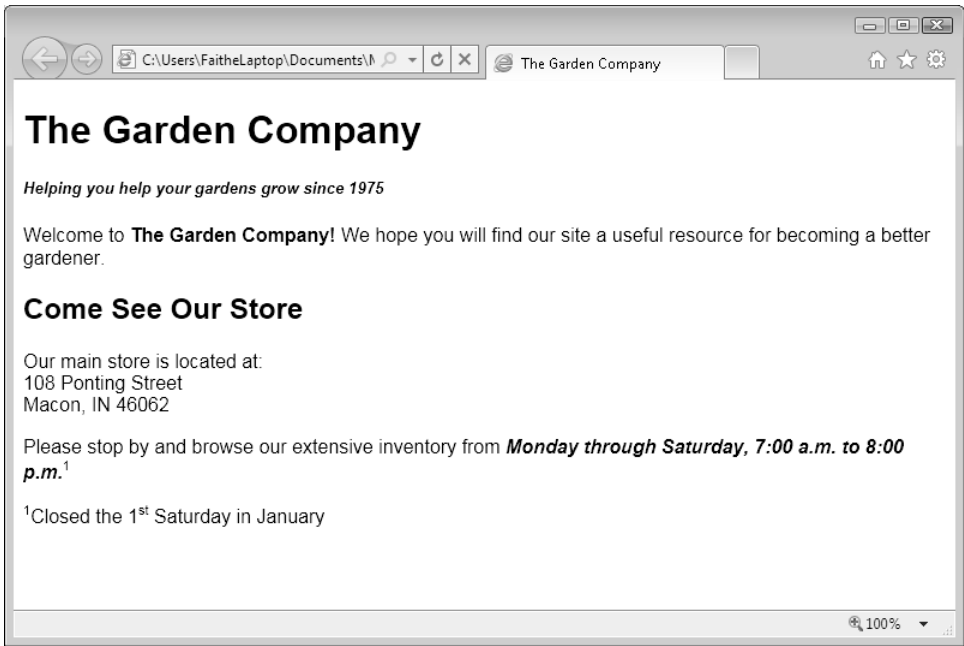 C:\Users\FaitheLaptop\Documents\
The Garden Company
The Garden Company
Helping you help your gardens grow since 1975
Welcome to The Garden Company! We hope you will find our site a useful resource for becoming a better
gardener.
Come See Our Store
Our main store is located at:
108 Ponting Street
Macon, IN 46062
Please stop by and browse our extensive inventory from Monday through Saturday, 7:00 a.m. to 8:00
p.m.¹
¹Closed the 1ˢᵗ Saturday in January
100%